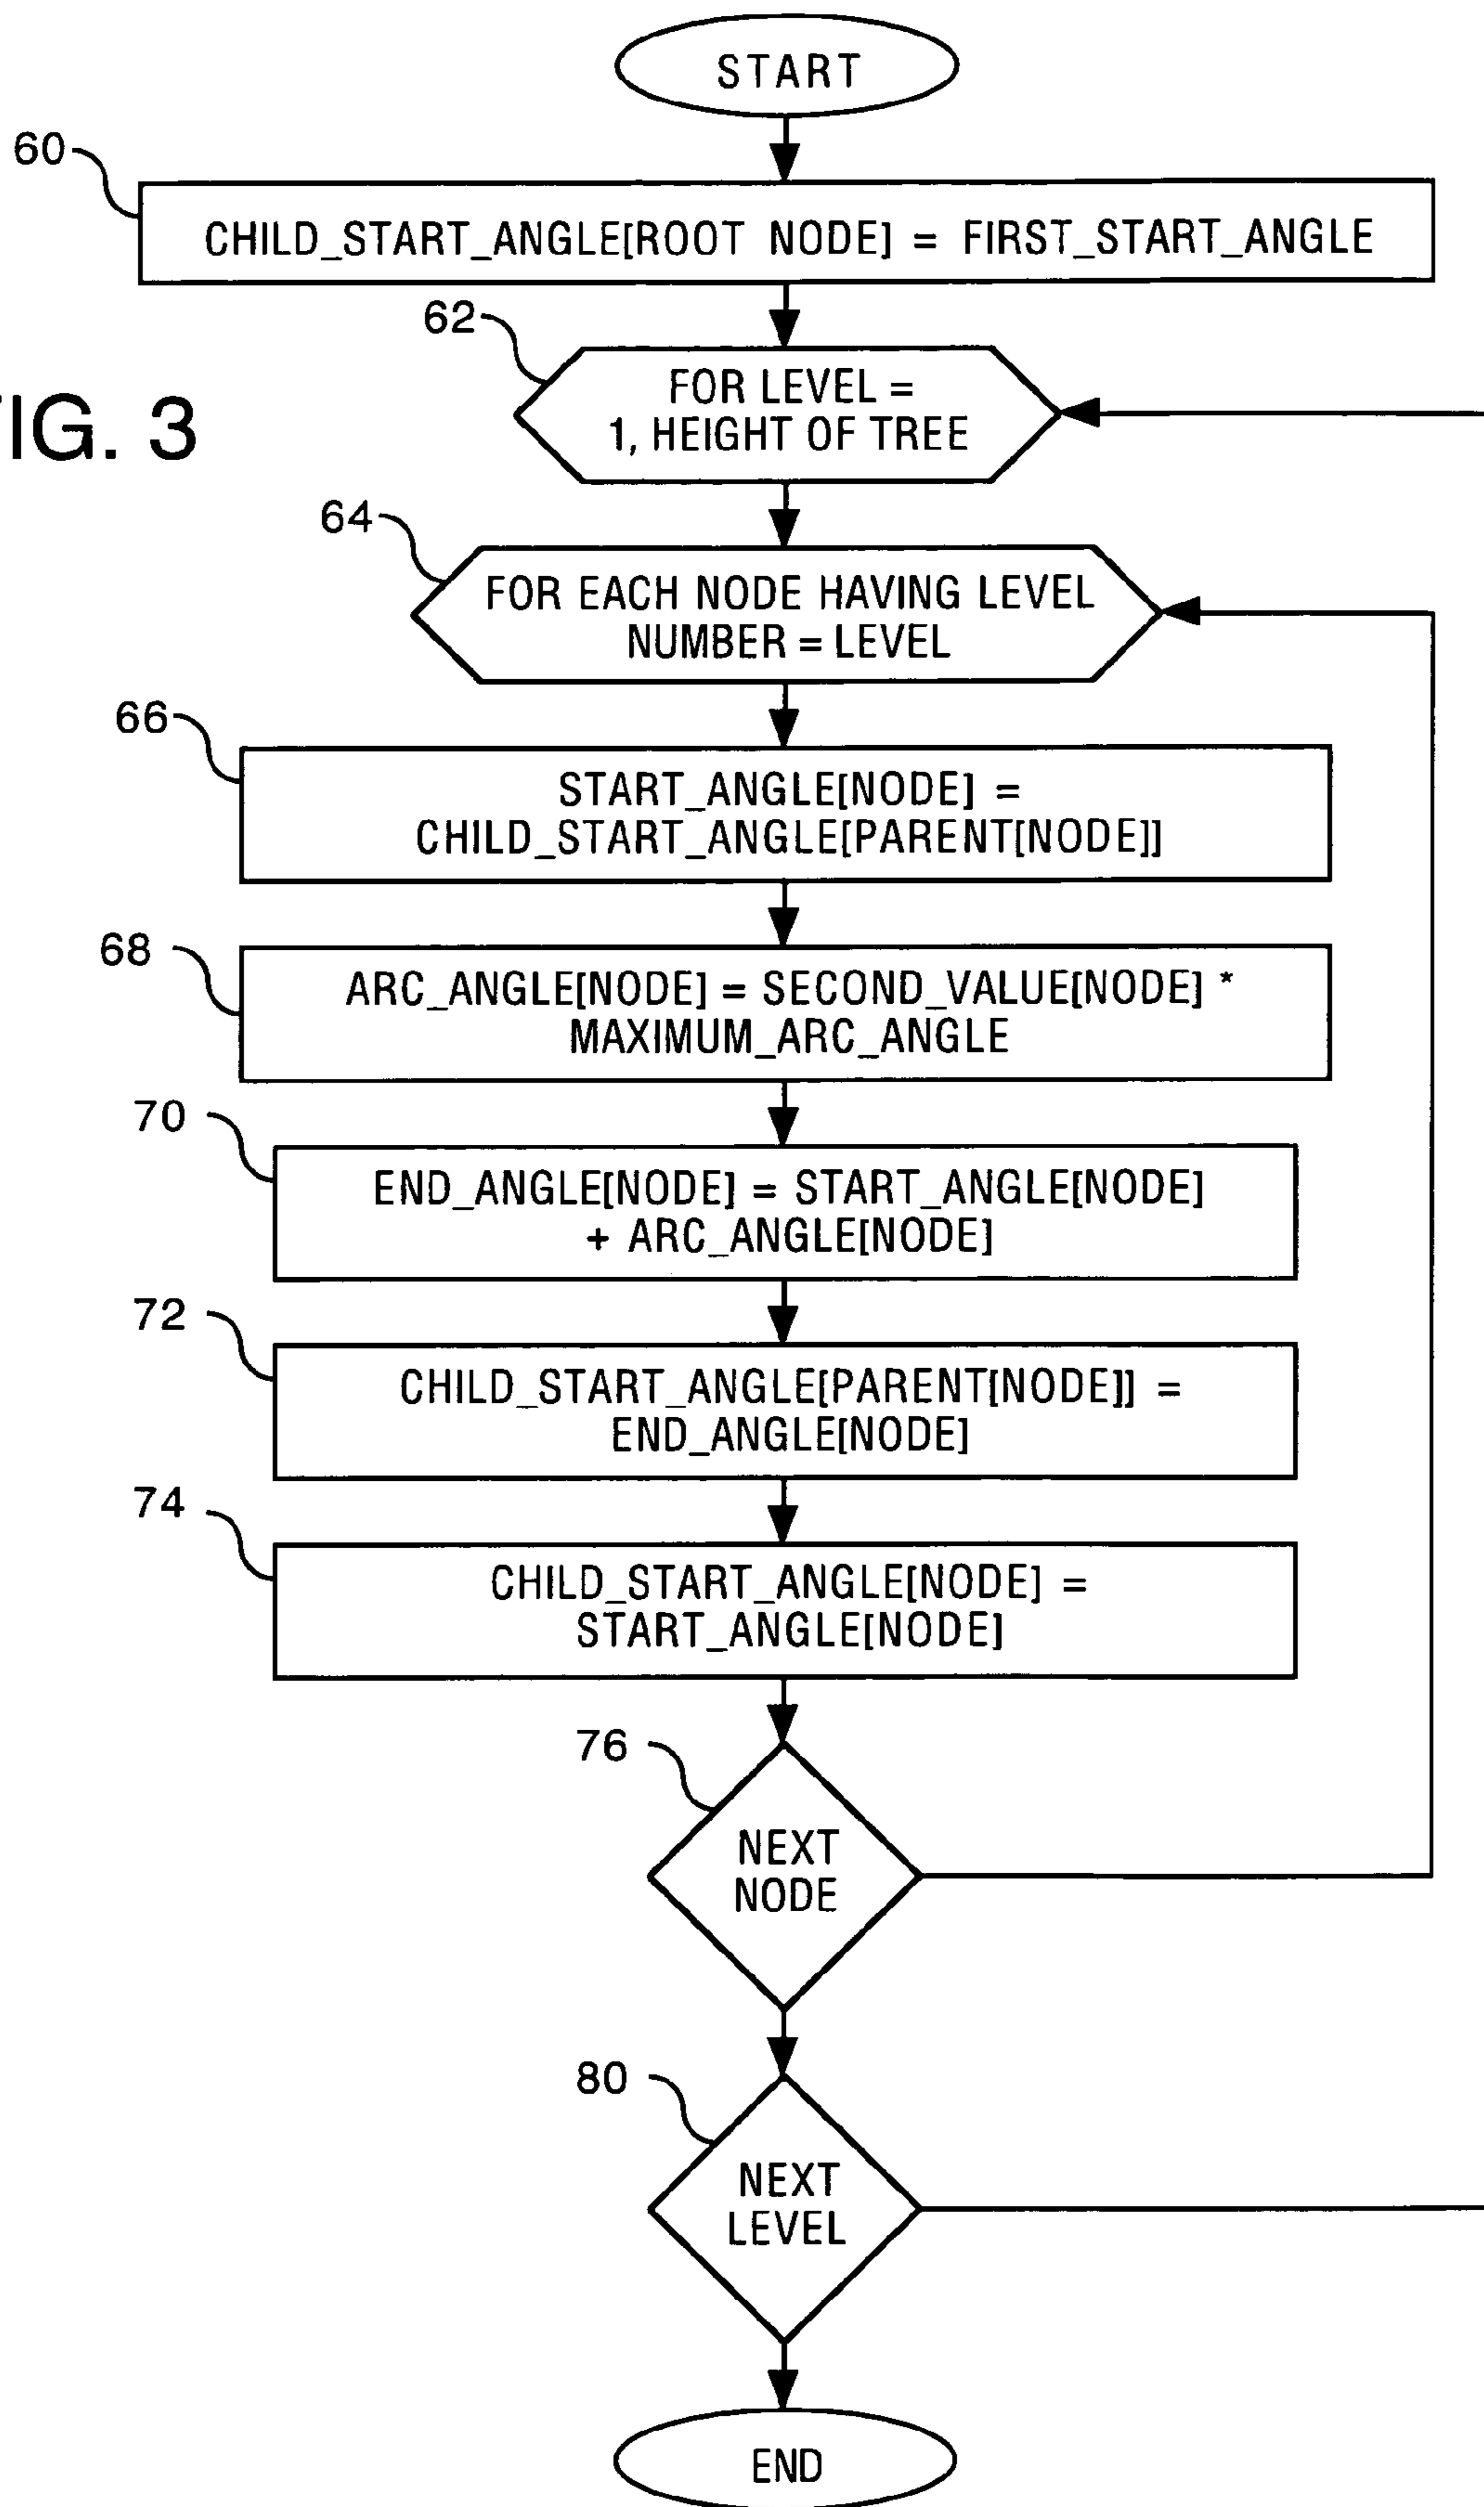 START
60
CHILD_START_ANGLE[ROOT NODE] = FIRST_START_ANGLE
62
FOR LEVEL =
1, HEIGHT OF TREE
FIG. 3
64
FOR EACH NODE HAVING LEVEL
NUMBER = LEVEL
66
START_ANGLE[NODE] =
CHILD_START_ANGLE[PARENT[NODE]]
68
ARC_ANGLE[NODE] = SECOND_VALUE[NODE] *
MAXIMUM_ARC_ANGLE
70
END_ANGLE[NODE] = START_ANGLE[NODE]
+ ARC_ANGLE[NODE]
72
CHILD_START_ANGLE[PARENT[NODE]] =
END_ANGLE[NODE]
74
CHILD_START_ANGLE[NODE] =
START_ANGLE[NODE]
76
NEXT
NODE
80
NEXT
LEVEL
END